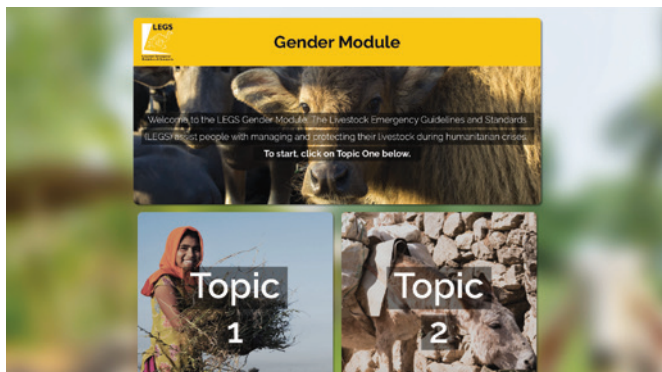 LEGS
Gender Module
Welcome to the LEGS Gender Module. The Livestock Emergency Guidelines and Standards
(LEGS) assist people with managing and protecting their livestock during humanitarian crises.
To start, click on Topic One below.
Topic
1
Topic
2